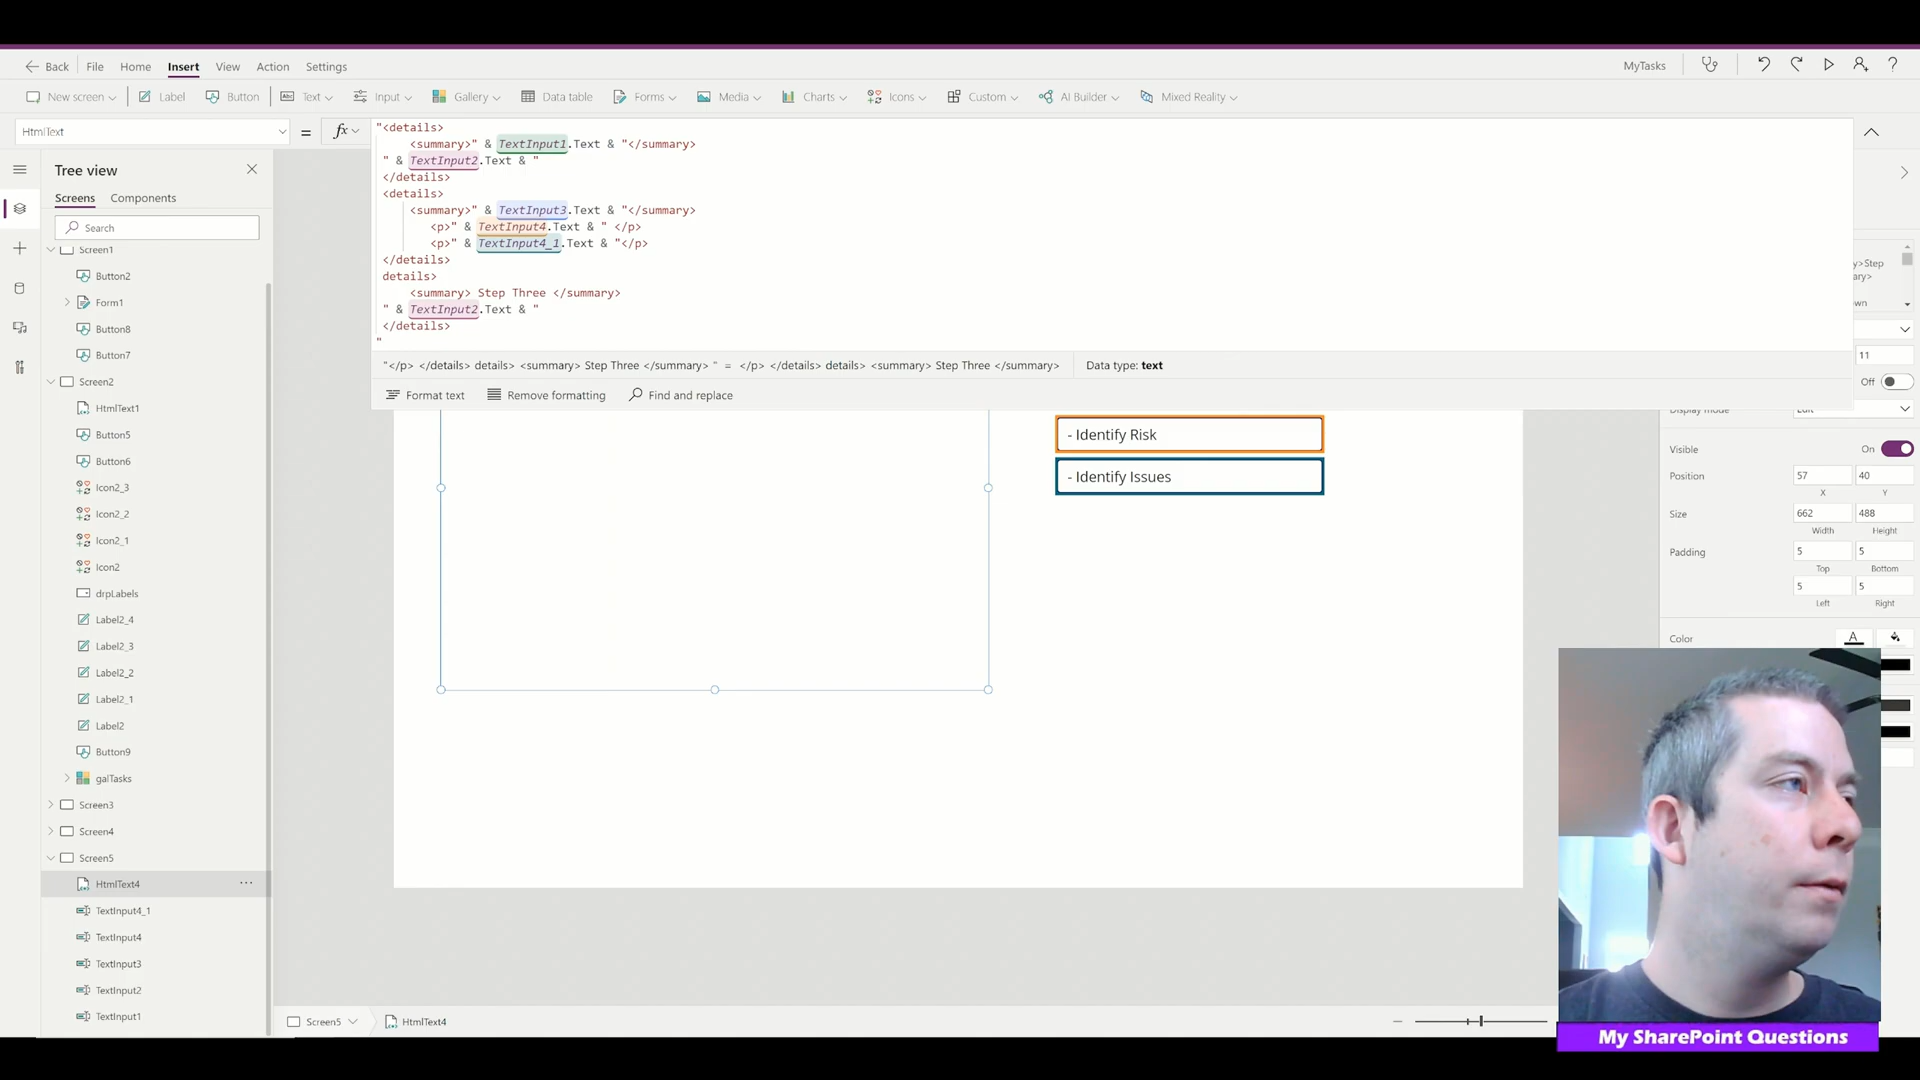 Back File Home Insert View Action Settings MyTasks
New screen Label Button Text Input Gallery Data table Forms Media Charts Icons Custom AI Builder Mixed Reality
HtmlText = fx
"<details>
<summary>" & TextInput1.Text & "</summary>
" & TextInput2.Text & "
</details>
<details>
<summary>" & TextInput3.Text & "</summary>
<p>" & TextInput4.Text & " </p>
<p>" & TextInput4_1.Text & "</p>
</details>
details>
<summary> Step Three </summary>
" & TextInput2.Text & "
</details>
"
"</p> </details> details> <summary> Step Three </summary> " = </p> </details> details> <summary> Step Three </summary> Data type: text
Format text Remove formatting Find and replace
Tree view
Screens Components
Search
Screen1
Button2
Form1
Button8
Button7
Screen2
HtmlText1
Button5
Button6
Icon2_3
Icon2_2
Icon2_1
Icon2
drpLabels
Label2_4
Label2_3
Label2_2
Label2_1
Label2
Button9
galTasks
Screen3
Screen4
Screen5
HtmlText4
TextInput4_1
TextInput4
TextInput3
TextInput2
TextInput1
- Identify Risk
- Identify Issues
y>Step
ary>
wn
11
Off
Display mode Edit
Visible On
Position 57 40
X Y
Size 662 488
Width Height
Padding 5 5
Top Bottom
5 5
Left Right
Color A
Screen5 HtmlText4
My SharePoint Questions